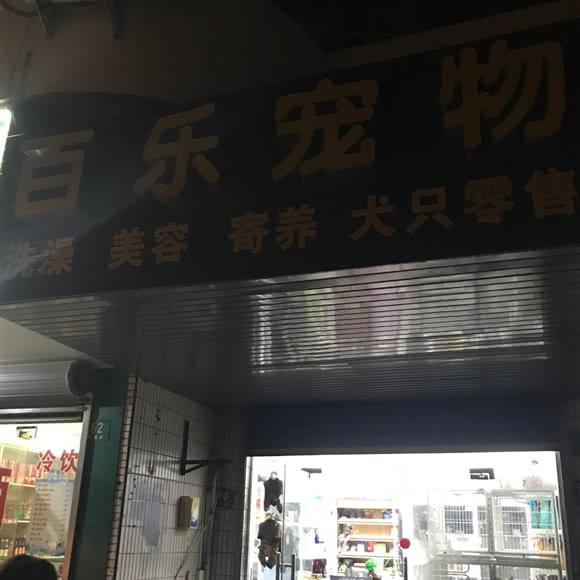 百乐宠物
洗澡 美容 寄养 犬只零售
冷饮